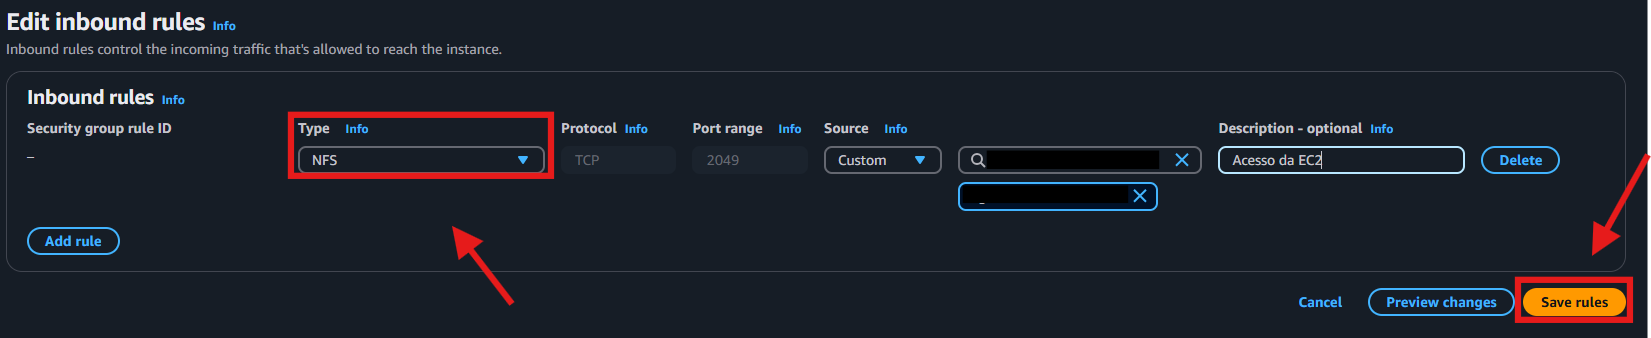 Edit inbound rules Info
Inbound rules control the incoming traffic that's allowed to reach the instance.
Inbound rules Info
Security group rule ID Type Info Protocol Info Port range Info Source Info Description - optional Info
– NFS TCP 2049 Custom Acesso da EC2 Delete
Add rule
Cancel Preview changes Save rules